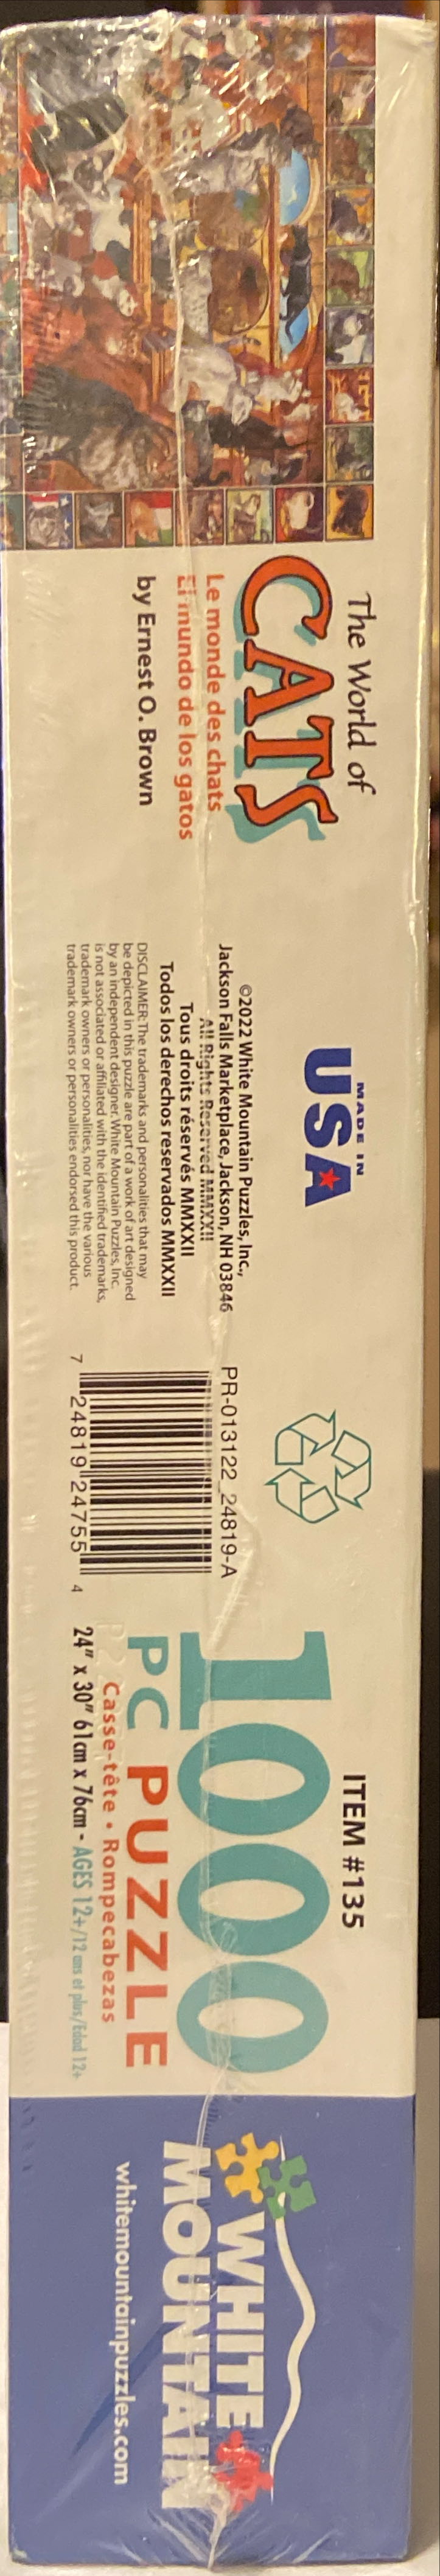 The World of
CATS
Le monde des chats
El mundo de los gatos
by Ernest O. Brown
MADE IN
USA
©2022 White Mountain Puzzles, Inc.,
Jackson Falls Marketplace, Jackson, NH 03846
All Rights Reserved MMXXII
Tous droits réservés MMXXII
Todos los derechos reservados MMXXII
DISCLAIMER: The trademarks and personalities that may
be depicted in this puzzle are part of a work of art designed
by an independent designer. White Mountain Puzzles, Inc.
is not associated or affiliated with the identified trademarks,
trademark owners or personalities, nor have the various
trademark owners or personalities endorsed this product.
PR-013122_24819-A
7 24819 24755 4
ITEM #135
1000
PC PUZZLE
Casse-tête • Rompecabezas
24" x 30" 61cm x 76cm - AGES 12+/12 ans et plus/Edad 12+
WHITE
MOUNTAIN
whitemountainpuzzles.com